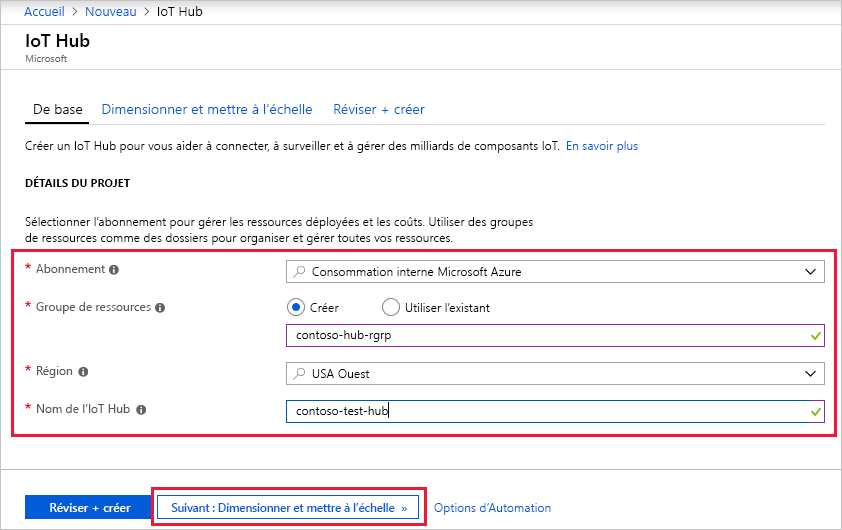 Accueil > Nouveau > IoT Hub
IoT Hub
Microsoft
De base Dimensionner et mettre à l’échelle Réviser + créer
Créer un IoT Hub pour vous aider à connecter, à surveiller et à gérer des milliards de composants IoT. En savoir plus
DÉTAILS DU PROJET
Sélectionner l’abonnement pour gérer les ressources déployées et les coûts. Utiliser des groupes
de ressources comme des dossiers pour organiser et gérer toutes vos ressources.
* Abonnement Consommation interne Microsoft Azure
* Groupe de ressources Créer Utiliser l’existant
contoso-hub-rgrp
* Région USA Ouest
* Nom de l’IoT Hub contoso-test-hub
Réviser + créer Suivant : Dimensionner et mettre à l’échelle » Options d’Automation